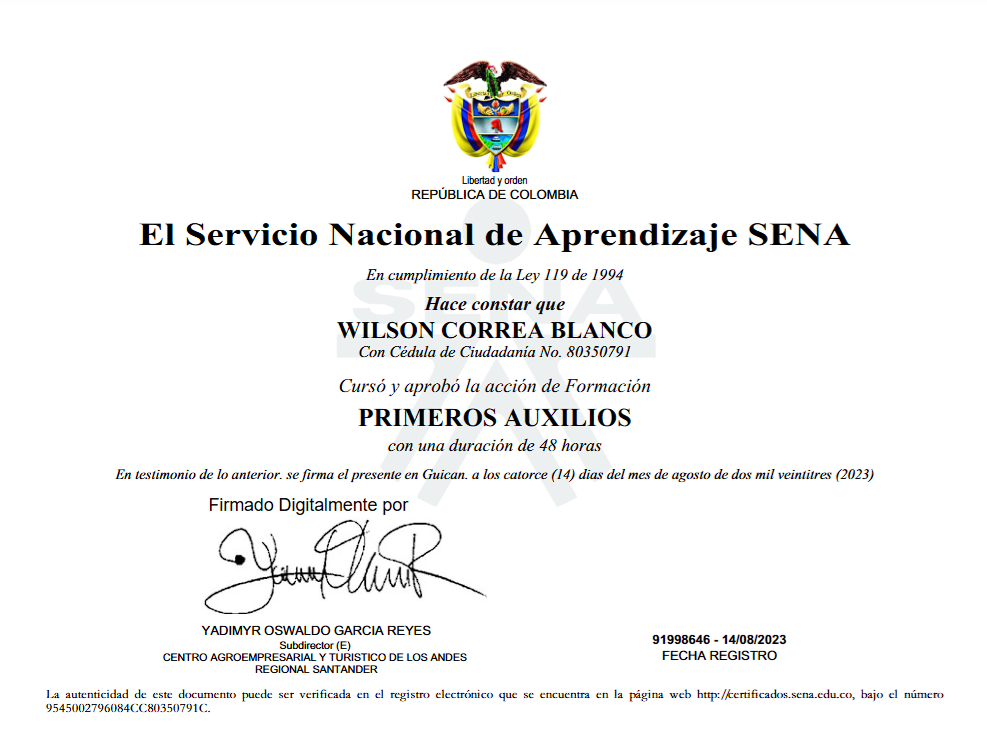 Libertad y Orden
Libertad y orden
REPÚBLICA DE COLOMBIA
El Servicio Nacional de Aprendizaje SENA
En cumplimiento de la Ley 119 de 1994
SENA
Hace constar que
WILSON CORREA BLANCO
Con Cédula de Ciudadanía No. 80350791
Cursó y aprobó la acción de Formación
PRIMEROS AUXILIOS
con una duración de 48 horas
En testimonio de lo anterior. se firma el presente en Guican. a los catorce (14) dias del mes de agosto de dos mil veintitres (2023)
Firmado Digitalmente por
YADIMYR OSWALDO GARCIA REYES
Subdirector (E)
CENTRO AGROEMPRESARIAL Y TURISTICO DE LOS ANDES
REGIONAL SANTANDER
91998646 - 14/08/2023
FECHA REGISTRO
La autenticidad de este documento puede ser verificada en el registro electrónico que se encuentra en la página web http://certificados.sena.edu.co, bajo el número
9545002796084CC80350791C.